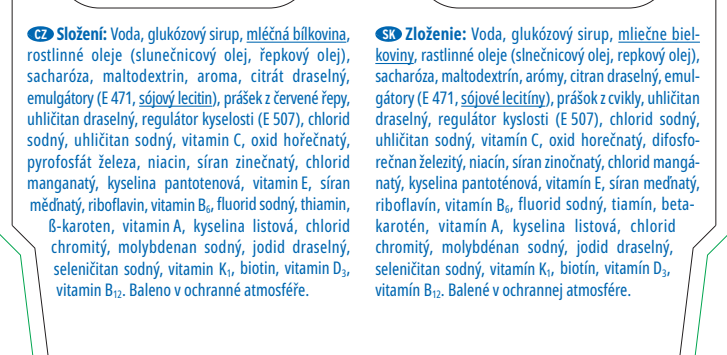 CZ Složení: Voda, glukózový sirup, mléčná bílkovina,
rostlinné oleje (slunečnicový olej, řepkový olej),
sacharóza, maltodextrin, aroma, citrát draselný,
emulgátory (E 471, sójový lecitin), prášek z červené řepy,
uhličitan draselný, regulátor kyselosti (E 507), chlorid
sodný, uhličitan sodný, vitamin C, oxid hořečnatý,
pyrofosfát železa, niacin, síran zinečnatý, chlorid
manganatý, kyselina pantotenová, vitamin E, síran
měďnatý, riboflavin, vitamin B₆, fluorid sodný, thiamin,
ß-karoten, vitamin A, kyselina listová, chlorid
chromitý, molybdenan sodný, jodid draselný,
seleničitan sodný, vitamin K₁, biotin, vitamin D₃,
vitamin B₁₂. Baleno v ochranné atmosféře.
SK Zloženie: Voda, glukózový sirup, mliečne biel-
koviny, rastlinné oleje (slnečnicový olej, repkový olej),
sacharóza, maltodextrín, arómy, citran draselný, emul-
gátory (E 471, sójové lecitíny), prášok z cvikly, uhličitan
draselný, regulátor kyslosti (E 507), chlorid sodný,
uhličitan sodný, vitamín C, oxid horečnatý, difosfo-
rečnan železitý, niacín, síran zinočnatý, chlorid mangá-
natý, kyselina pantoténová, vitamín E, síran meďnatý,
riboflavín, vitamín B₆, fluorid sodný, tiamín, beta-
karotén, vitamín A, kyselina listová, chlorid
chromitý, molybdénan sodný, jodid draselný,
seleničitan sodný, vitamín K₁, biotín, vitamín D₃,
vitamín B₁₂. Balené v ochrannej atmosfére.